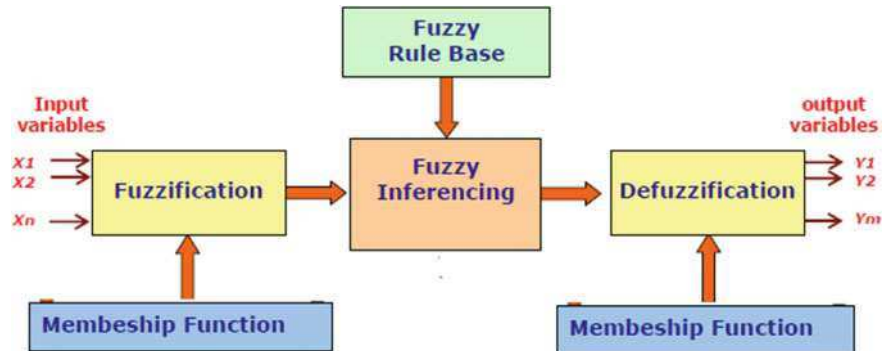 Fuzzy
Rule Base
Input
variables
output
variables
X1
X2
Xn
Fuzzification
Fuzzy
Inferencing
Defuzzification
Y1
Y2
Ym
Membeship Function
Membeship Function